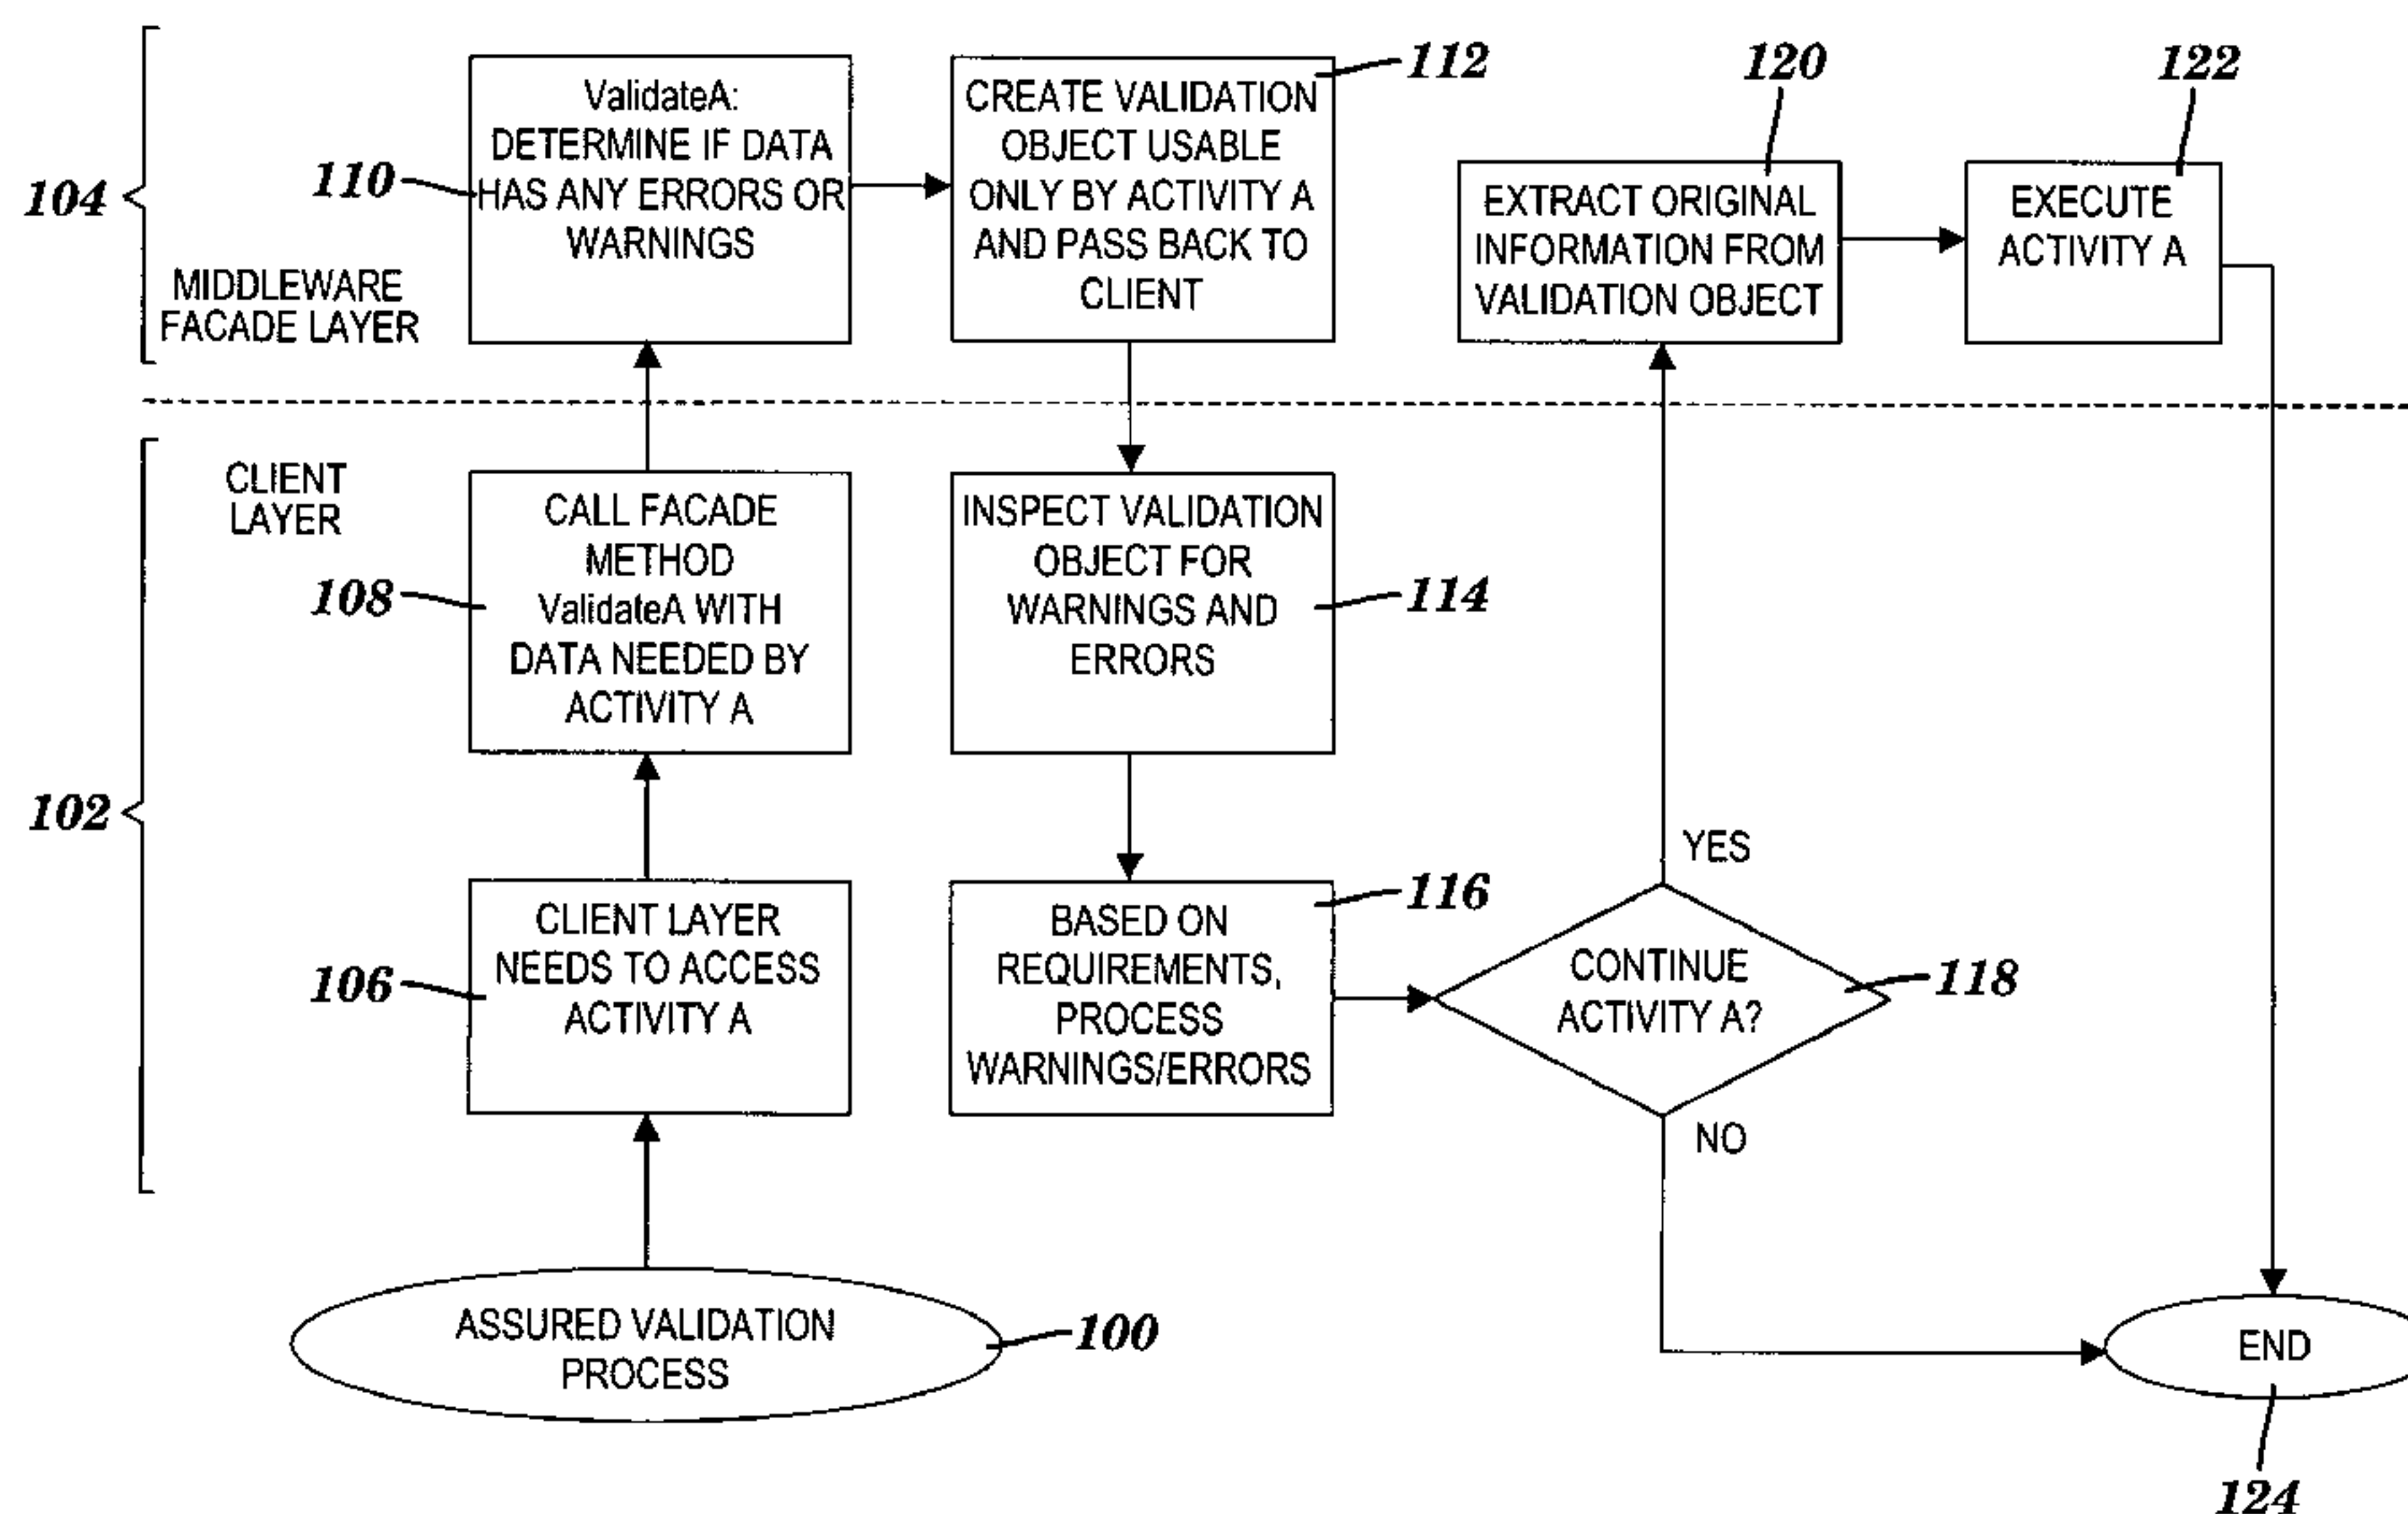 104
MIDDLEWARE
FACADE LAYER
110
ValidateA:
DETERMINE IF DATA
HAS ANY ERRORS OR
WARNINGS
112
CREATE VALIDATION
OBJECT USABLE
ONLY BY ACTIVITY A
AND PASS BACK TO
CLIENT
120
EXTRACT ORIGINAL
INFORMATION FROM
VALIDATION OBJECT
122
EXECUTE
ACTIVITY A
102
CLIENT
LAYER
108
CALL FACADE
METHOD
ValidateA WITH
DATA NEEDED BY
ACTIVITY A
114
INSPECT VALIDATION
OBJECT FOR
WARNINGS AND
ERRORS
106
CLIENT LAYER
NEEDS TO ACCESS
ACTIVITY A
116
BASED ON
REQUIREMENTS,
PROCESS
WARNINGS/ERRORS
YES
CONTINUE
ACTIVITY A?
118
NO
ASSURED VALIDATION
PROCESS
100
END
124